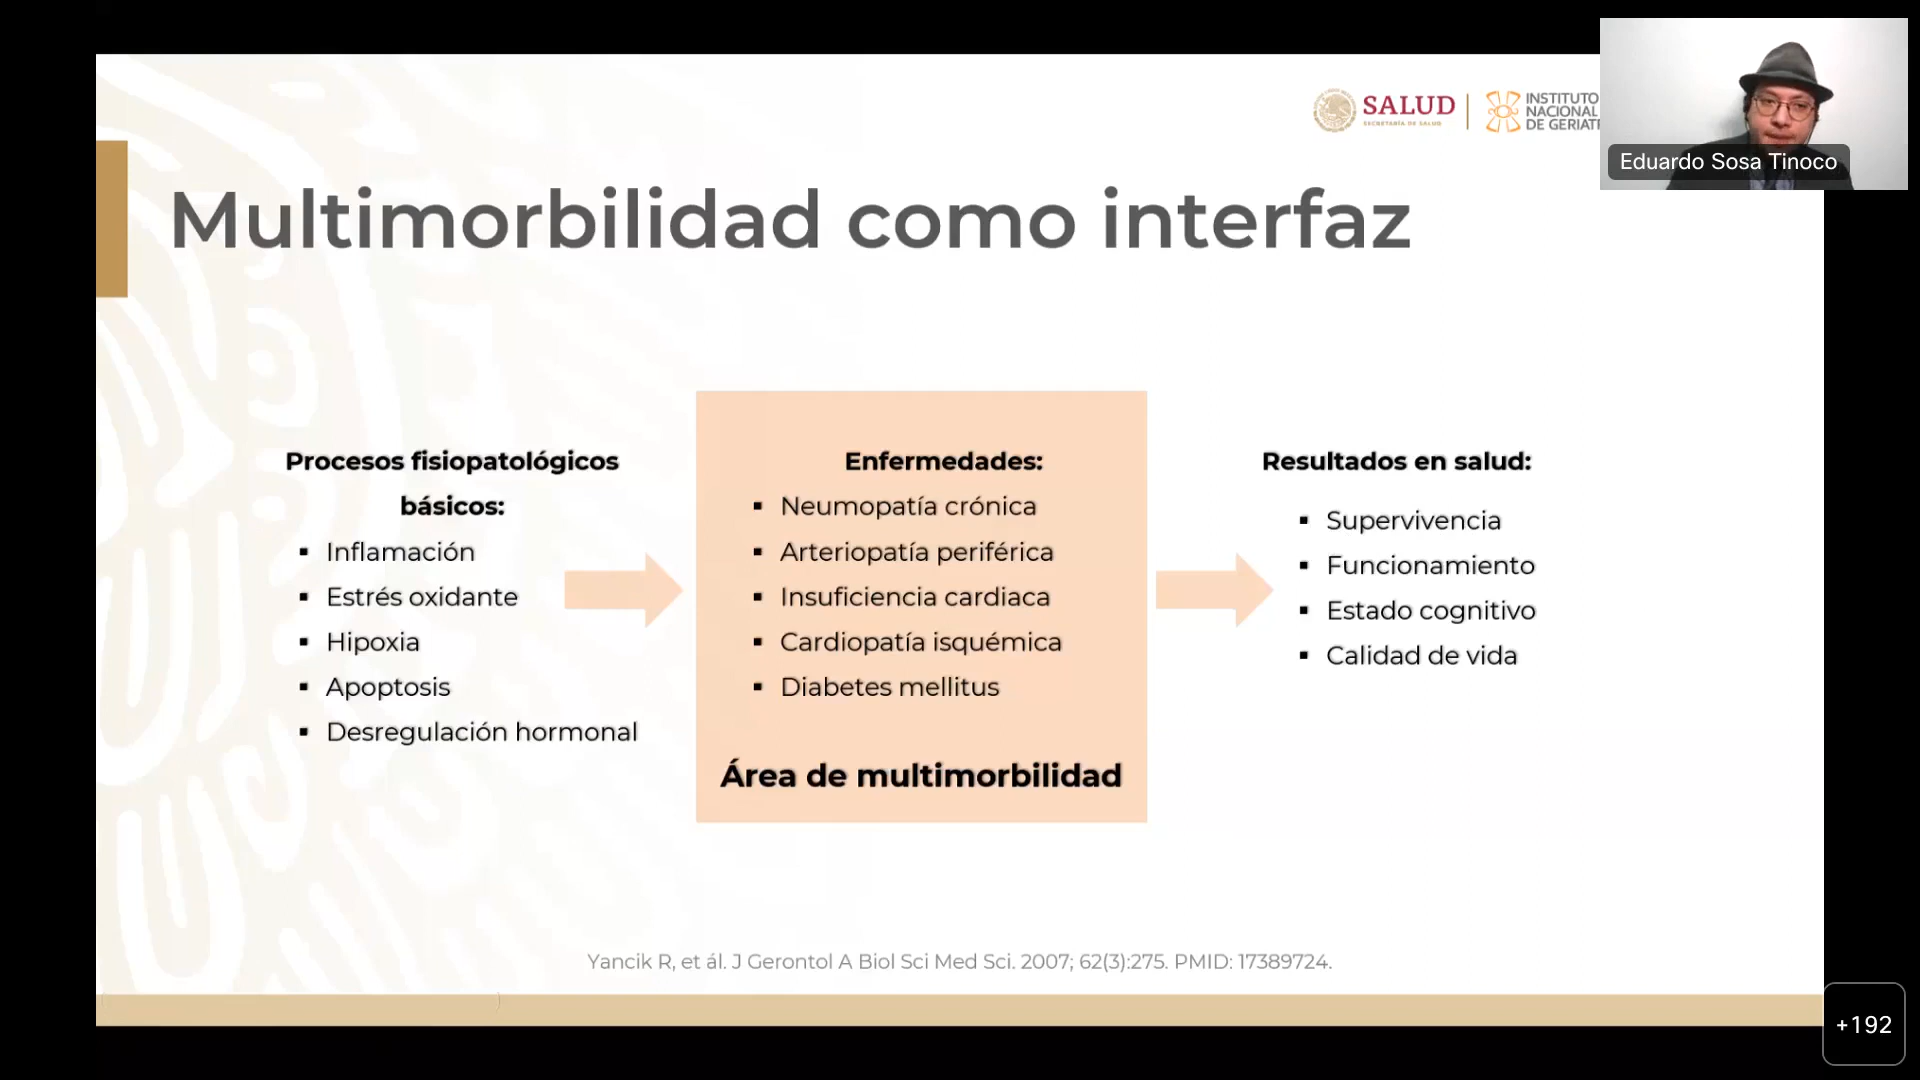 SALUD
SECRETARÍA DE SALUD
INSTITUTO
NACIONAL
DE GERIAT
Eduardo Sosa Tinoco
Multimorbilidad como interfaz
Procesos fisiopatológicos
básicos:
▪ Inflamación
▪ Estrés oxidante
▪ Hipoxia
▪ Apoptosis
▪ Desregulación hormonal
Enfermedades:
▪ Neumopatía crónica
▪ Arteriopatía periférica
▪ Insuficiencia cardiaca
▪ Cardiopatía isquémica
▪ Diabetes mellitus
Área de multimorbilidad
Resultados en salud:
▪ Supervivencia
▪ Funcionamiento
▪ Estado cognitivo
▪ Calidad de vida
Yancik R, et ál. J Gerontol A Biol Sci Med Sci. 2007; 62(3):275. PMID: 17389724.
+192